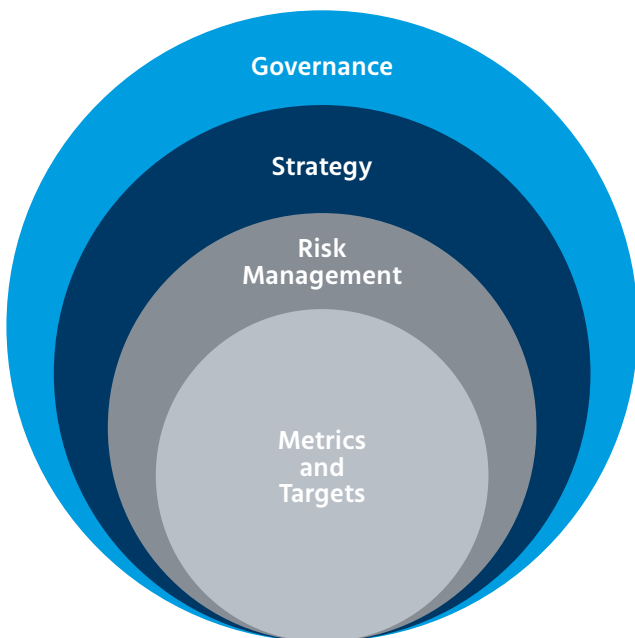 Governance
Strategy
Risk
Management
Metrics
and
Targets